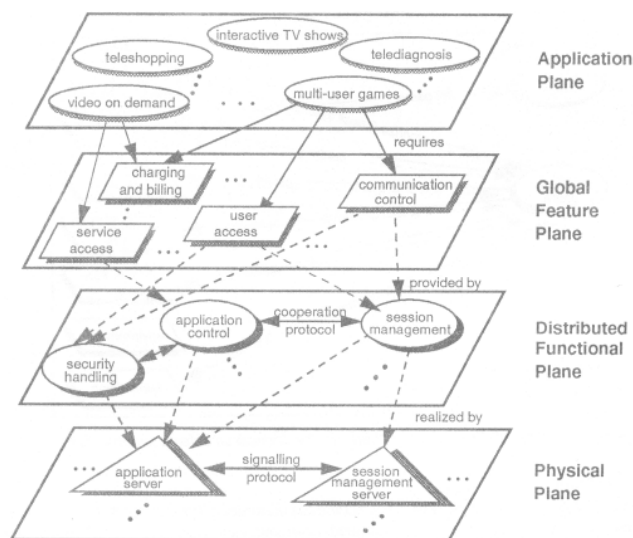 interactive TV shows
teleshopping
telediagnosis
Application
Plane
video on demand
multi-user games
requires
charging
and billing
communication
control
Global
Feature
Plane
user
access
service
access
provided by
application
control
cooperation
protocol
session
management
Distributed
Functional
Plane
security
handling
realized by
application
server
signalling
protocol
session
management
server
Physical
Plane